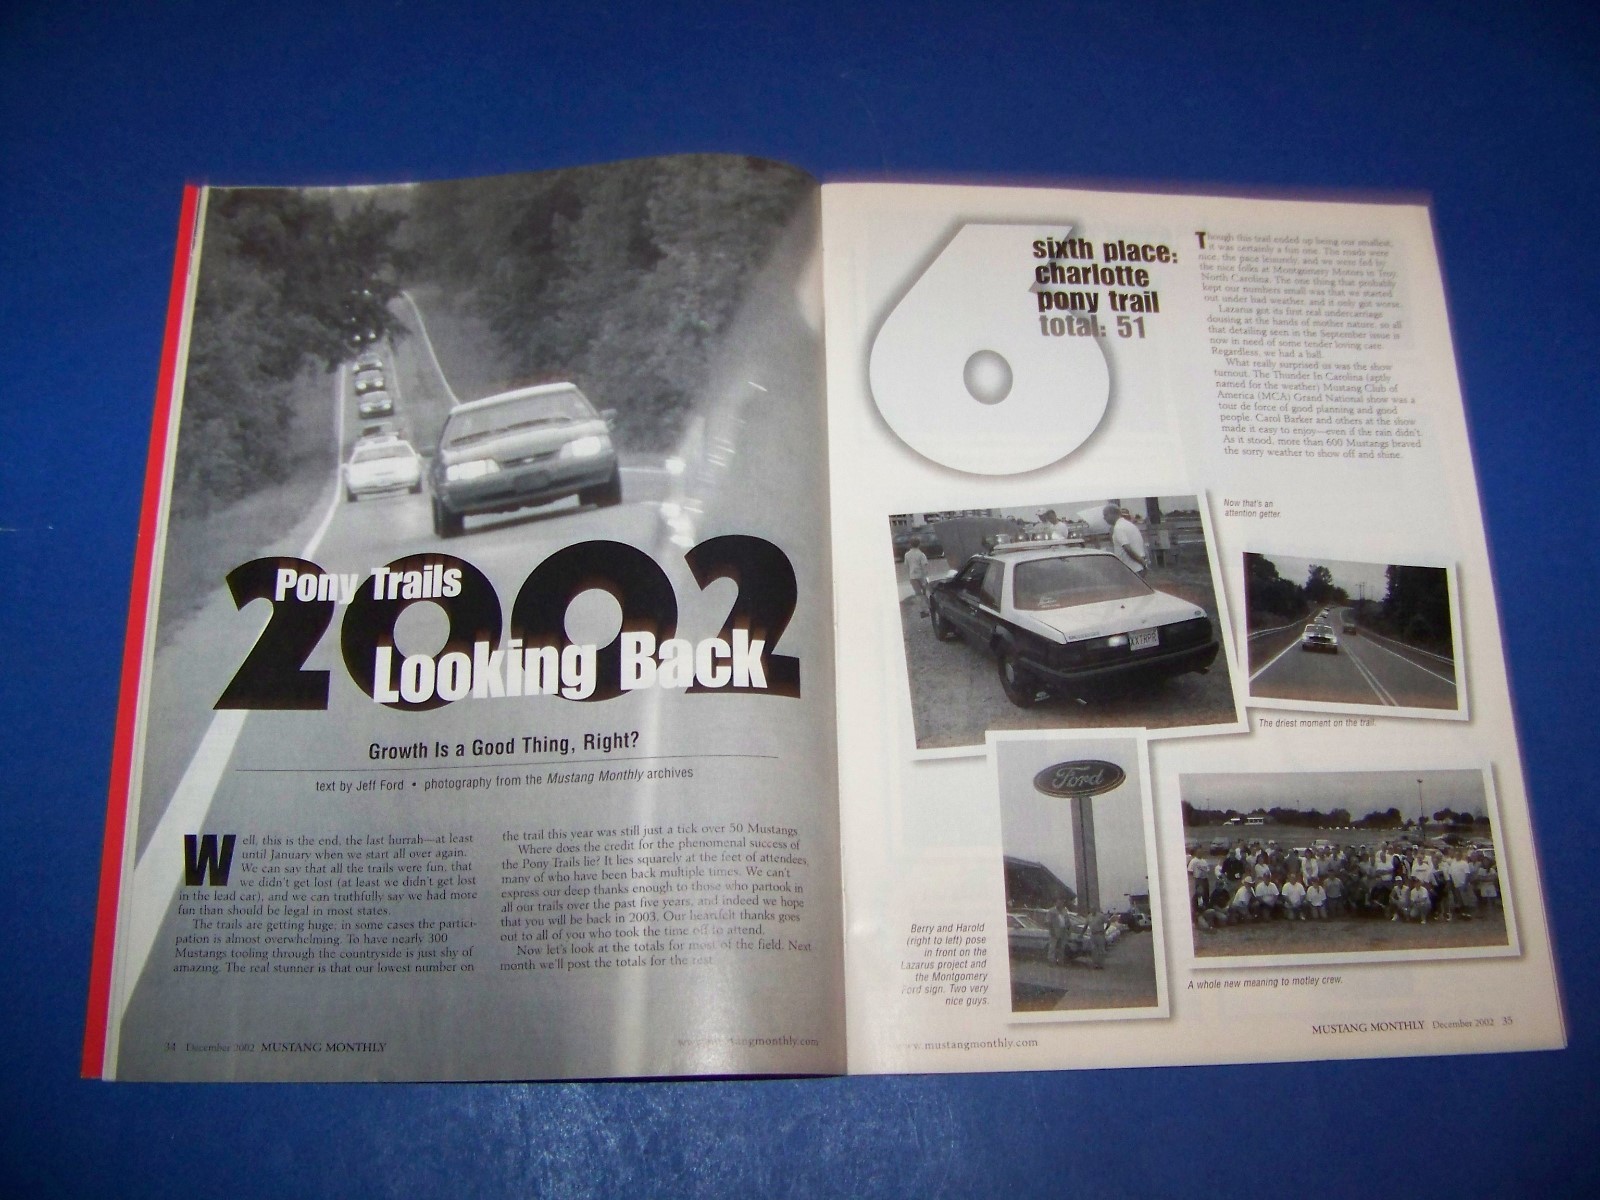 2002
Pony Trails
Looking Back
Growth Is a Good Thing, Right?
text by Jeff Ford • photography from the Mustang Monthly archives
Well, this is the end, the last hurrah—at least
until January when we start all over again.
We can say that all the trails were fun, that
we didn't get lost (at least we didn't get lost
in the lead car), and we can truthfully say we had more
fun than should be legal in most states.
The trails are getting huge; in some cases the partici-
pation is almost overwhelming. To have nearly 300
Mustangs tooling through the countryside is just shy of
amazing. The real stunner is that our lowest number on
the trail this year was still just a tick over 50 Mustangs
Where does the credit for the phenomenal success of
the Pony Trails lie? It lies squarely at the feet of attendees,
many of who have been back multiple times. We can't
express our deep thanks enough to those who partook in
all our trails over the past five years, and indeed we hope
that you will be back in 2003. Our heartfelt thanks goes
out to all of you who took the time off to attend.
Now let's look at the totals for most of the field. Next
month we'll post the totals for the rest
34 December 2002 MUSTANG MONTHLY
www.mustangmonthly.com
6
sixth place:
charlotte
pony trail
total: 51
Though this trail ended up being our smallest,
it was certainly a fun one. The roads were
nice, the pace leisurely, and we were fed by
the nice folks at Montgomery Motors in Troy,
North Carolina. The one thing that probably
kept our numbers small was that we started
out under bad weather, and it only got worse.
Lazarus got its first real undercarriage
dousing at the hands of mother nature, so all
that detailing seen in the September issue is
now in need of some tender loving care.
Regardless, we had a ball.
What really surprised us was the show
turnout. The Thunder In Carolina (aptly
named for the weather) Mustang Club of
America (MCA) Grand National show was a
tour de force of good planning and good
people. Carol Barker and others at the show
made it easy to enjoy—even if the rain didn't.
As it stood, more than 600 Mustangs braved
the sorry weather to show off and shine.
Now that's an
attention getter.
XXTRPR
The driest moment on the trail.
Ford
Berry and Harold
(right to left) pose
in front on the
Lazarus project and
the Montgomery
Ford sign. Two very
nice guys.
A whole new meaning to motley crew.
www.mustangmonthly.com
MUSTANG MONTHLY December 2002 35